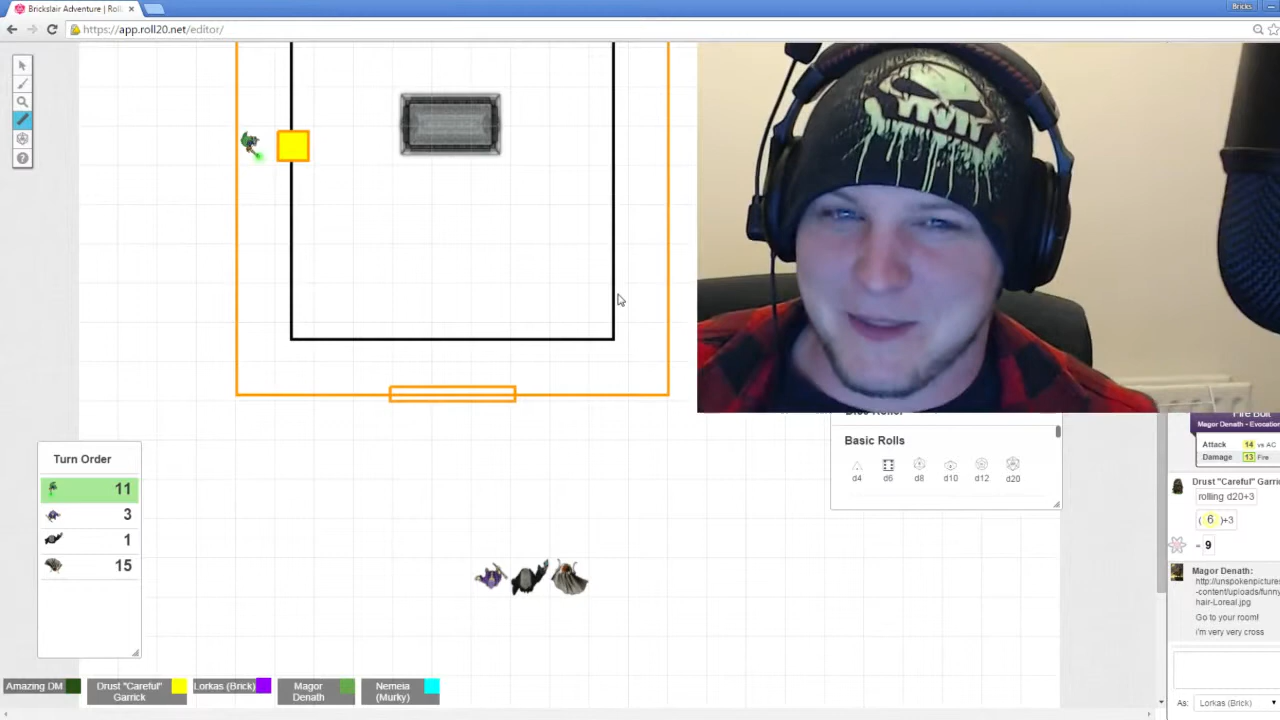 Brickslair Adventure | Roll
Bricks
https://app.roll20.net/editor/
YMIR
Basic Rolls
d4 d6 d8 d10 d12 d20
Turn Order
11
3
1
15
Amazing DM
Drust "Careful" Garrick
Lorkas (Brick)
Magor Denath
Nemeia (Murky)
Fire Bolt
Magor Denath - Evocation
Attack 14 vs AC
Damage 13 Fire
Drust "Careful" Garri
rolling d20+3
(6)+3
= 9
Magor Denath:
http://unspokenpicture
-content/uploads/funny
hair-Loreal.jpg
Go to your room!
i'm very very cross
As: Lorkas (Brick)